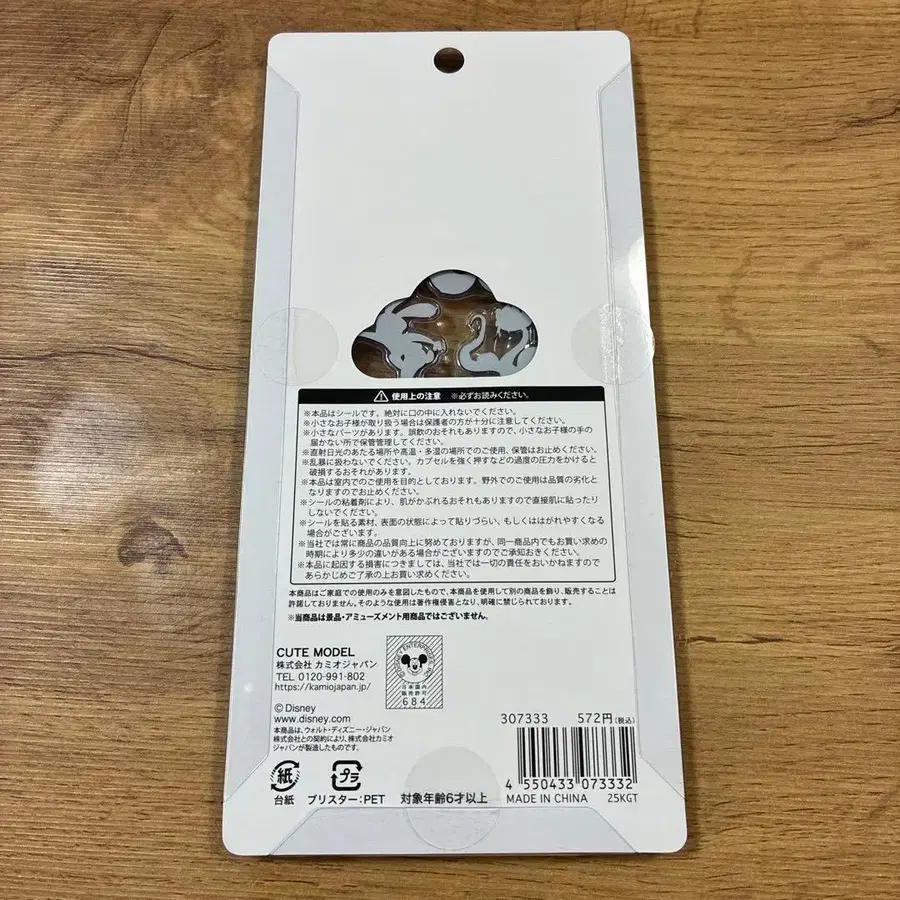 ⚠ 使用上の注意 ※必ずお読みください。
※本品はシールです。絶対に口の中に入れないでください。
※小さなお子様が取り扱う場合は保護者の方が十分に注意してください。
※小さなパーツがあります。誤飲のおそれもありますので、小さなお子様の手の
届かない所で保管管理してください。
※直射日光のあたる場所や高温・多湿の場所でのご使用、保管はお止めください。
※乱暴に扱わないでください。カプセルを強く押すなどの過度の圧力をかけると
破損するおそれがあります。
※本品は室内でのご使用を目的としております。野外でのご使用は品質の劣化と
なりますのでお止めください。
※シールの粘着剤により、肌がかぶれるおそれもありますので直接肌に貼ったり
しないでください。
※シールを貼る素材、表面の状態によって貼りづらい、もしくははがれやすくなる
場合がございます。
※当社では常に商品の品質向上に努めておりますが、同一商品内でもお買い求めの
時期により多少の違いがある場合がございますのでご承知おきください。
※本品に起因する損害につきましては、当社では一切の責任をおいかねますので
あらかじめご了承の上お買い求めください。
本商品はご家庭での使用のみを意図したもので、本商品を使用して別の商品を飾り、販売することは
許諾しておりません。そのような使用は著作権侵害となり、明確に禁じられております。
※当商品は景品・アミューズメント用商品ではございません。
CUTE MODEL
株式会社 カミオジャパン
TEL 0120-991-802
https://kamiojapan.jp/
日本国内
販売許可
684
© Disney
www.disney.com
本商品は、ウォルト・ディズニー・ジャパン
株式会社との契約により、株式会社カミオ
ジャパンが製造したものです。
307333 572円(税込)
4 550433 073332
紙 プラ
台紙 ブリスター:PET 対象年齢6才以上 MADE IN CHINA 25KGT